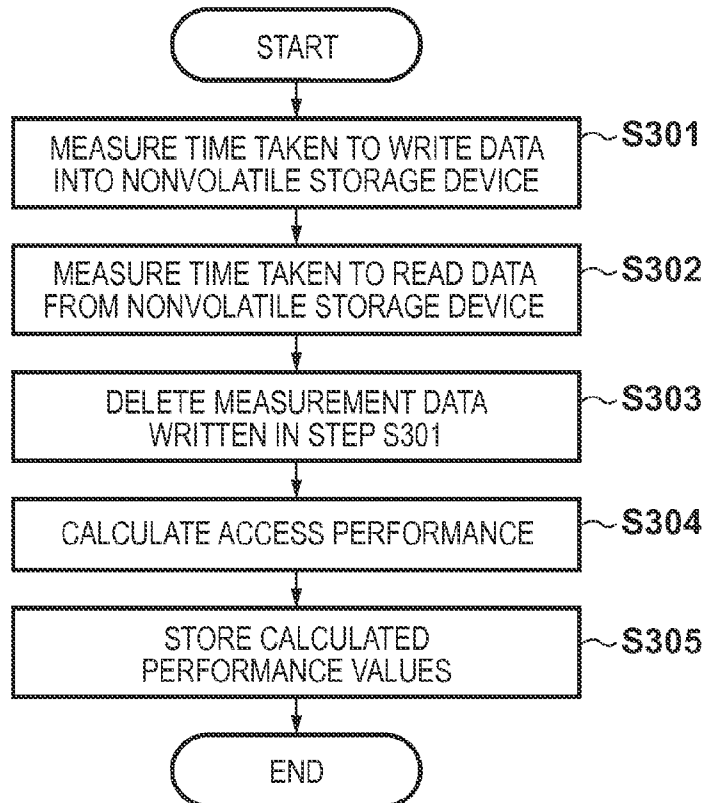 START
MEASURE TIME TAKEN TO WRITE DATA
INTO NONVOLATILE STORAGE DEVICE
S301
MEASURE TIME TAKEN TO READ DATA
FROM NONVOLATILE STORAGE DEVICE
S302
DELETE MEASUREMENT DATA
WRITTEN IN STEP S301
S303
CALCULATE ACCESS PERFORMANCE
S304
STORE CALCULATED
PERFORMANCE VALUES
S305
END